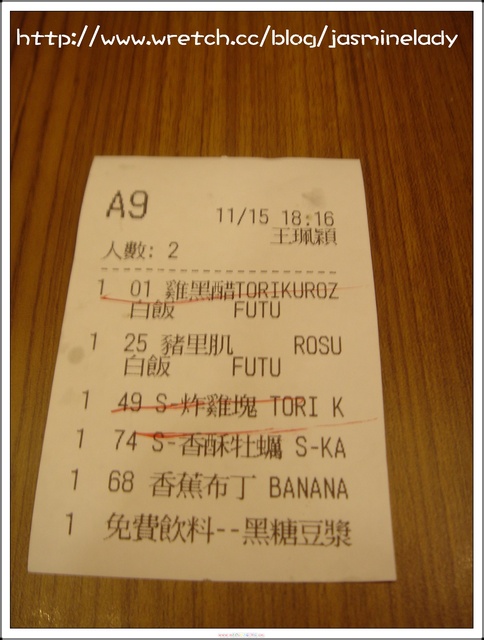 http://www.wretch.cc/blog/jasminelady
A9
11/15 18:16
王珮穎
人數: 2
1 01 雞黑醋TORIKUROZ
白飯 FUTU
1 25 豬里肌 ROSU
白飯 FUTU
1 49 S-炸雞塊 TORI K
1 74 S-香酥牡蠣 S-KA
1 68 香蕉布丁 BANANA
1 免費飲料--黑糖豆漿